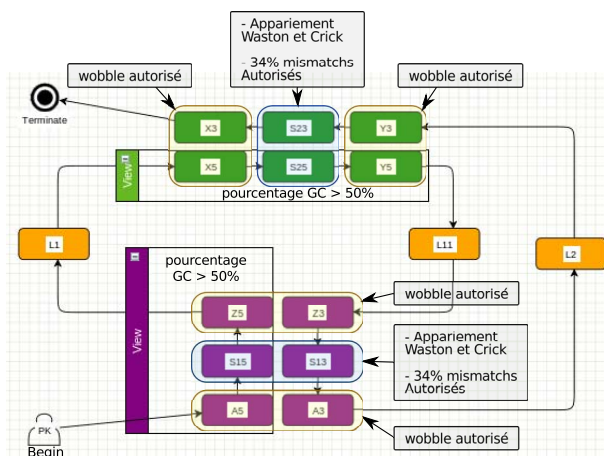 - Appariement
Waston et Crick
- 34% mismatchs
Autorisés
wobble autorisé
wobble autorisé
Terminate
X3
S23
Y3
View
X5
S25
Y5
pourcentage GC > 50%
L1
L11
L2
pourcentage
GC > 50%
View
Z5
Z3
wobble autorisé
- Appariement
Waston et Crick
- 34% mismatchs
Autorisés
S15
S13
A5
A3
wobble autorisé
PK
Begin